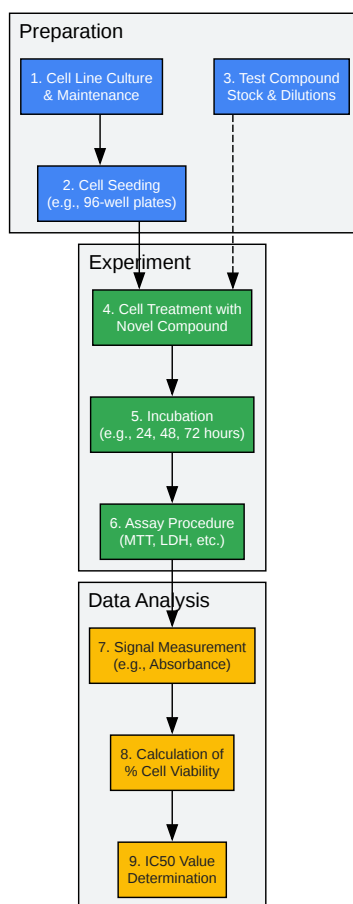 Preparation
1. Cell Line Culture
& Maintenance
3. Test Compound
Stock & Dilutions
2. Cell Seeding
(e.g., 96-well plates)
Experiment
4. Cell Treatment with
Novel Compound
5. Incubation
(e.g., 24, 48, 72 hours)
6. Assay Procedure
(MTT, LDH, etc.)
Data Analysis
7. Signal Measurement
(e.g., Absorbance)
8. Calculation of
% Cell Viability
9. IC50 Value
Determination